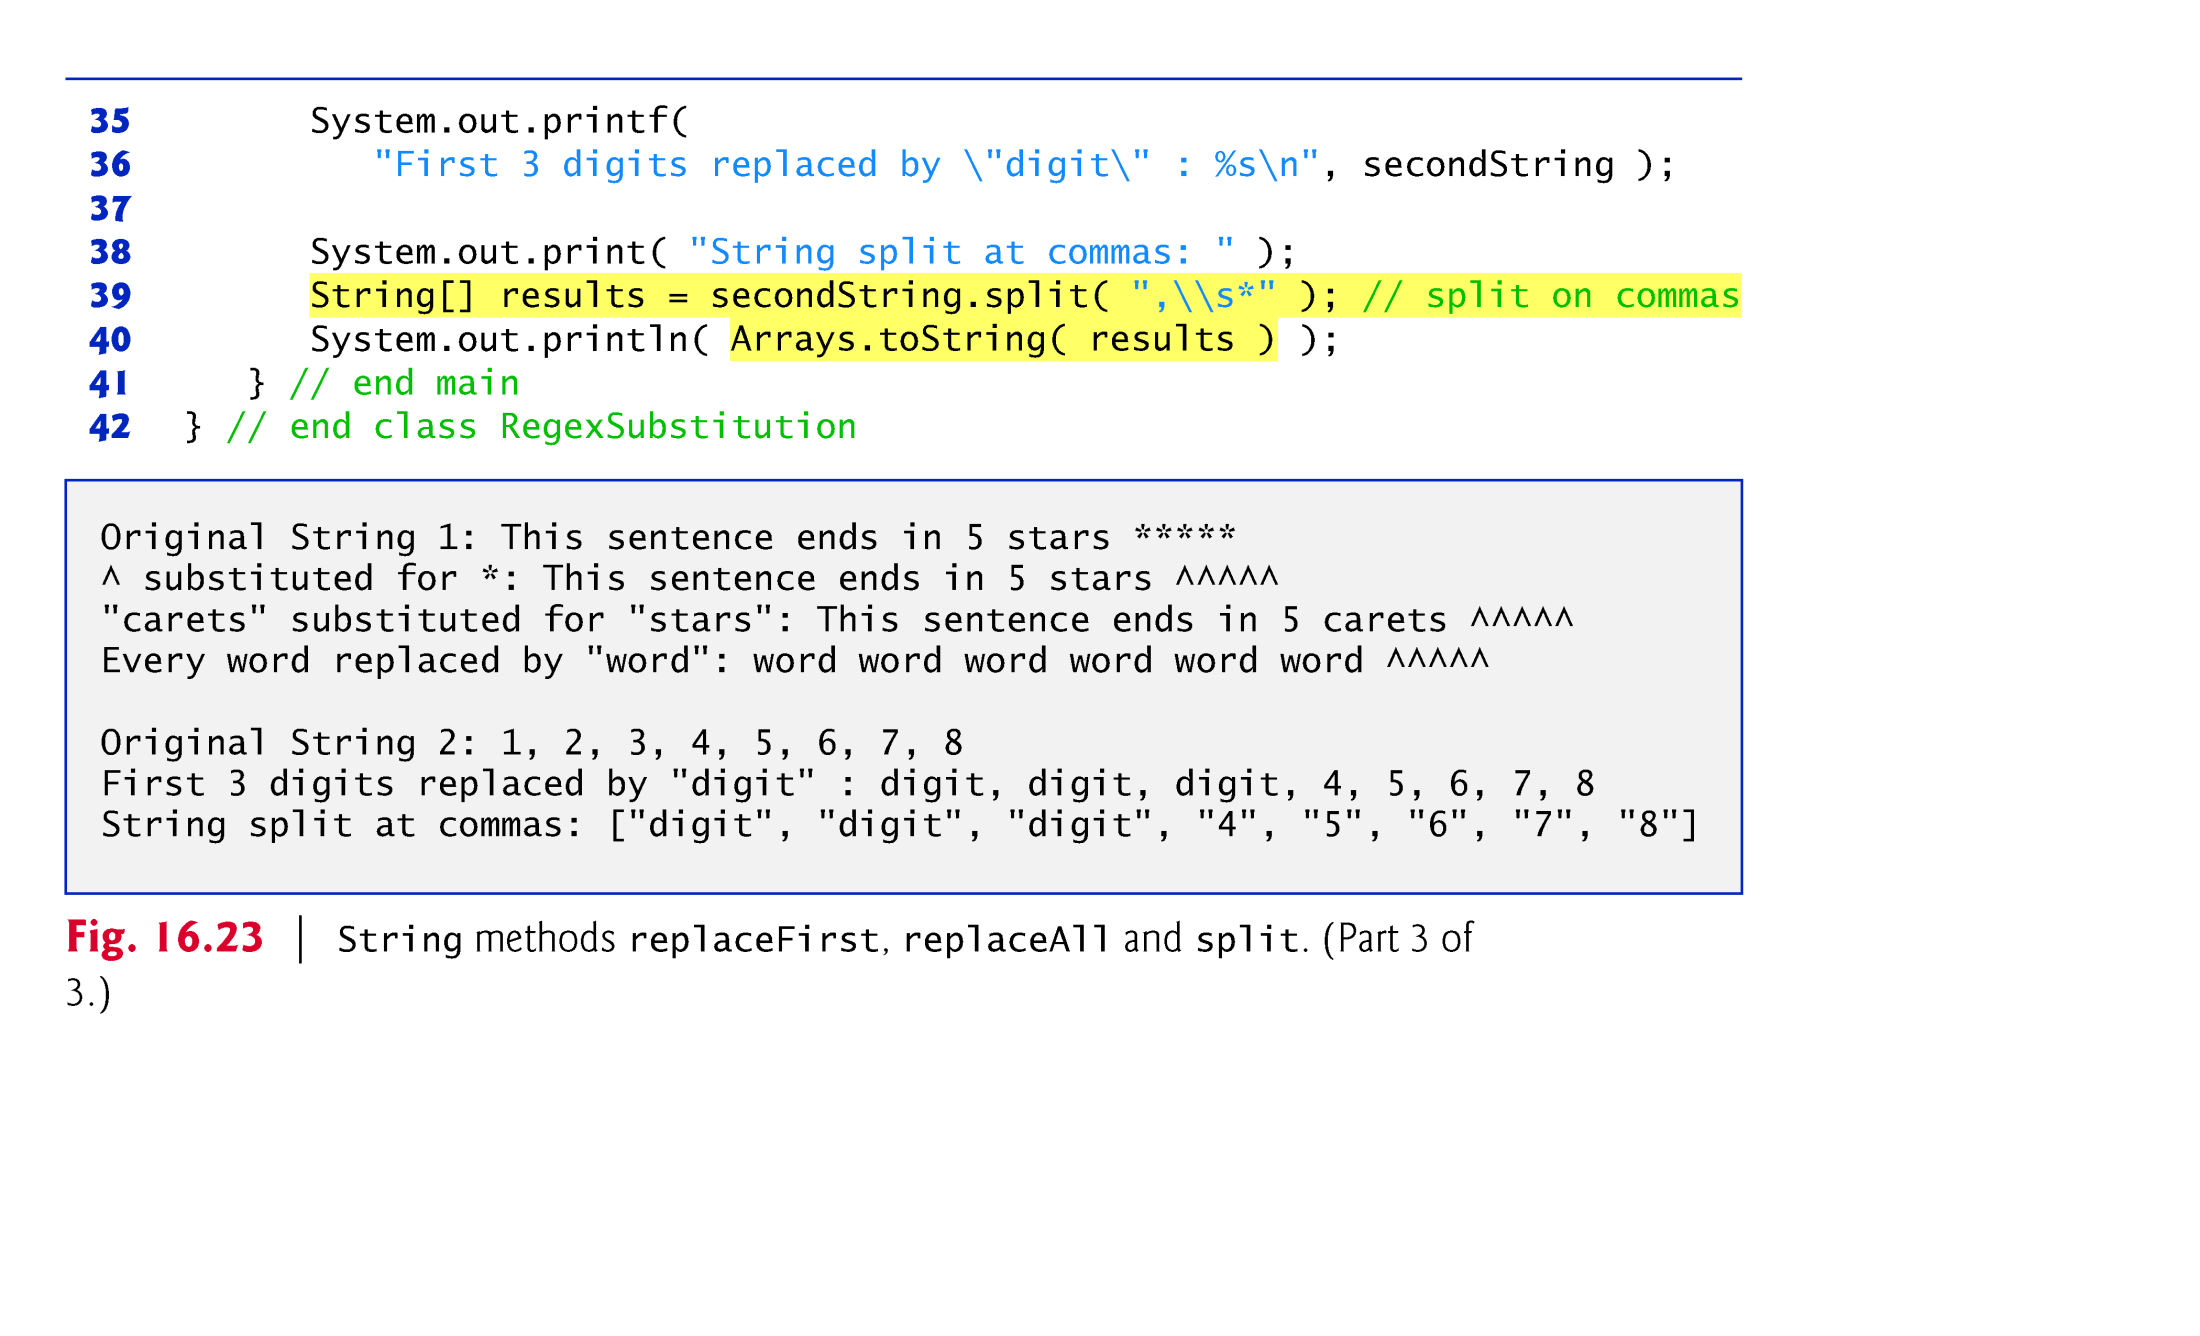 35 System.out.printf(
36 "First 3 digits replaced by \"digit\" : %s\n", secondString );
37
38 System.out.print( "String split at commas: " );
39 String[] results = secondString.split( ",\\s*" ); // split on commas
40 System.out.println( Arrays.toString( results ) );
41 } // end main
42 } // end class RegexSubstitution
Original String 1: This sentence ends in 5 stars *****
^ substituted for *: This sentence ends in 5 stars ^^^^^
"carets" substituted for "stars": This sentence ends in 5 carets ^^^^^
Every word replaced by "word": word word word word word word ^^^^^
Original String 2: 1, 2, 3, 4, 5, 6, 7, 8
First 3 digits replaced by "digit" : digit, digit, digit, 4, 5, 6, 7, 8
String split at commas: ["digit", "digit", "digit", "4", "5", "6", "7", "8"]
Fig. 16.23 | String methods replaceFirst, replaceAll and split. (Part 3 of
3.)